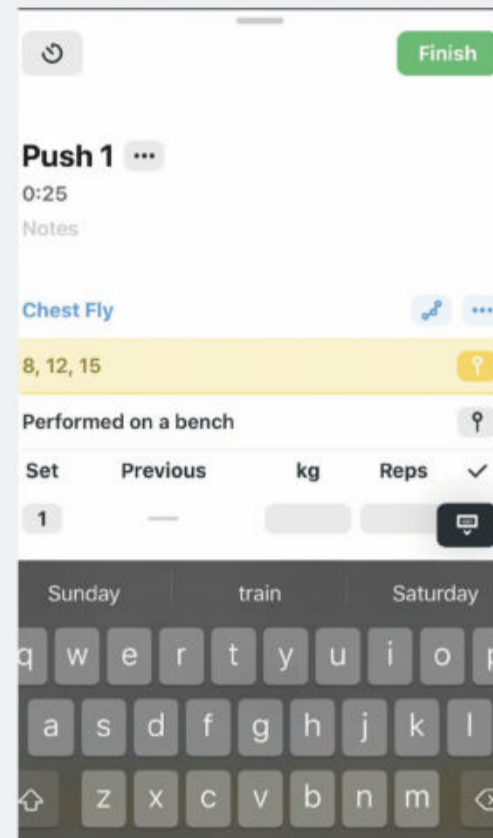 Finish
Push 1
0:25
Notes
Chest Fly
8, 12, 15
Performed on a bench
Set Previous kg Reps
1
Sunday train Saturday
q w e r t y u i o p
a s d f g h j k l
z x c v b n m